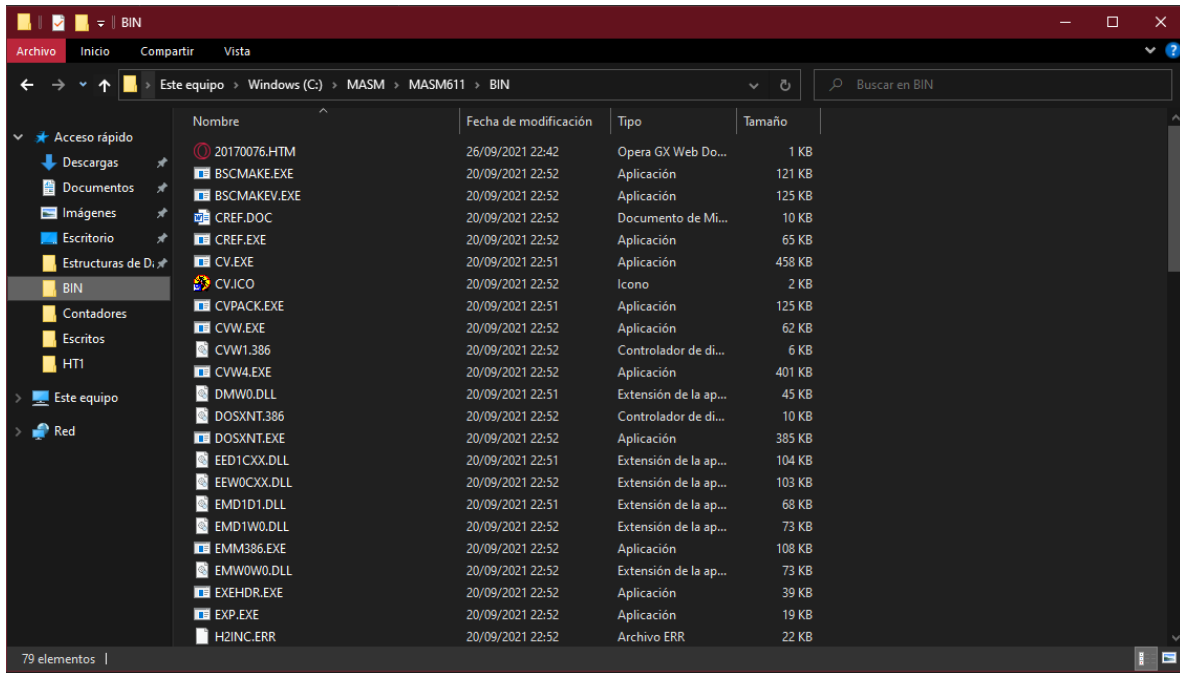 BIN
Archivo Inicio Compartir Vista
Este equipo > Windows (C:) > MASM > MASM611 > BIN Buscar en BIN
Nombre Fecha de modificación Tipo Tamaño
Acceso rápido
Descargas
Documentos
Imágenes
Escritorio
Estructuras de Da
BIN
Contadores
Escritos
HT1
Este equipo
Red
20170076.HTM 26/09/2021 22:42 Opera GX Web Do... 1 KB
BSCMAKE.EXE 20/09/2021 22:52 Aplicación 121 KB
BSCMAKEV.EXE 20/09/2021 22:52 Aplicación 125 KB
CREF.DOC 20/09/2021 22:52 Documento de Mi... 10 KB
CREF.EXE 20/09/2021 22:52 Aplicación 65 KB
CV.EXE 20/09/2021 22:51 Aplicación 458 KB
CV.ICO 20/09/2021 22:52 Icono 2 KB
CVPACK.EXE 20/09/2021 22:51 Aplicación 125 KB
CVW.EXE 20/09/2021 22:52 Aplicación 62 KB
CVW1.386 20/09/2021 22:52 Controlador de di... 6 KB
CVW4.EXE 20/09/2021 22:52 Aplicación 401 KB
DMW0.DLL 20/09/2021 22:51 Extensión de la ap... 45 KB
DOSXNT.386 20/09/2021 22:52 Controlador de di... 10 KB
DOSXNT.EXE 20/09/2021 22:52 Aplicación 385 KB
EED1CXX.DLL 20/09/2021 22:51 Extensión de la ap... 104 KB
EEW0CXX.DLL 20/09/2021 22:52 Extensión de la ap... 103 KB
EMD1D1.DLL 20/09/2021 22:51 Extensión de la ap... 68 KB
EMD1W0.DLL 20/09/2021 22:52 Extensión de la ap... 73 KB
EMM386.EXE 20/09/2021 22:52 Aplicación 108 KB
EMW0W0.DLL 20/09/2021 22:52 Extensión de la ap... 73 KB
EXEHDR.EXE 20/09/2021 22:52 Aplicación 39 KB
EXP.EXE 20/09/2021 22:52 Aplicación 19 KB
H2INC.ERR 20/09/2021 22:52 Archivo ERR 22 KB
79 elementos